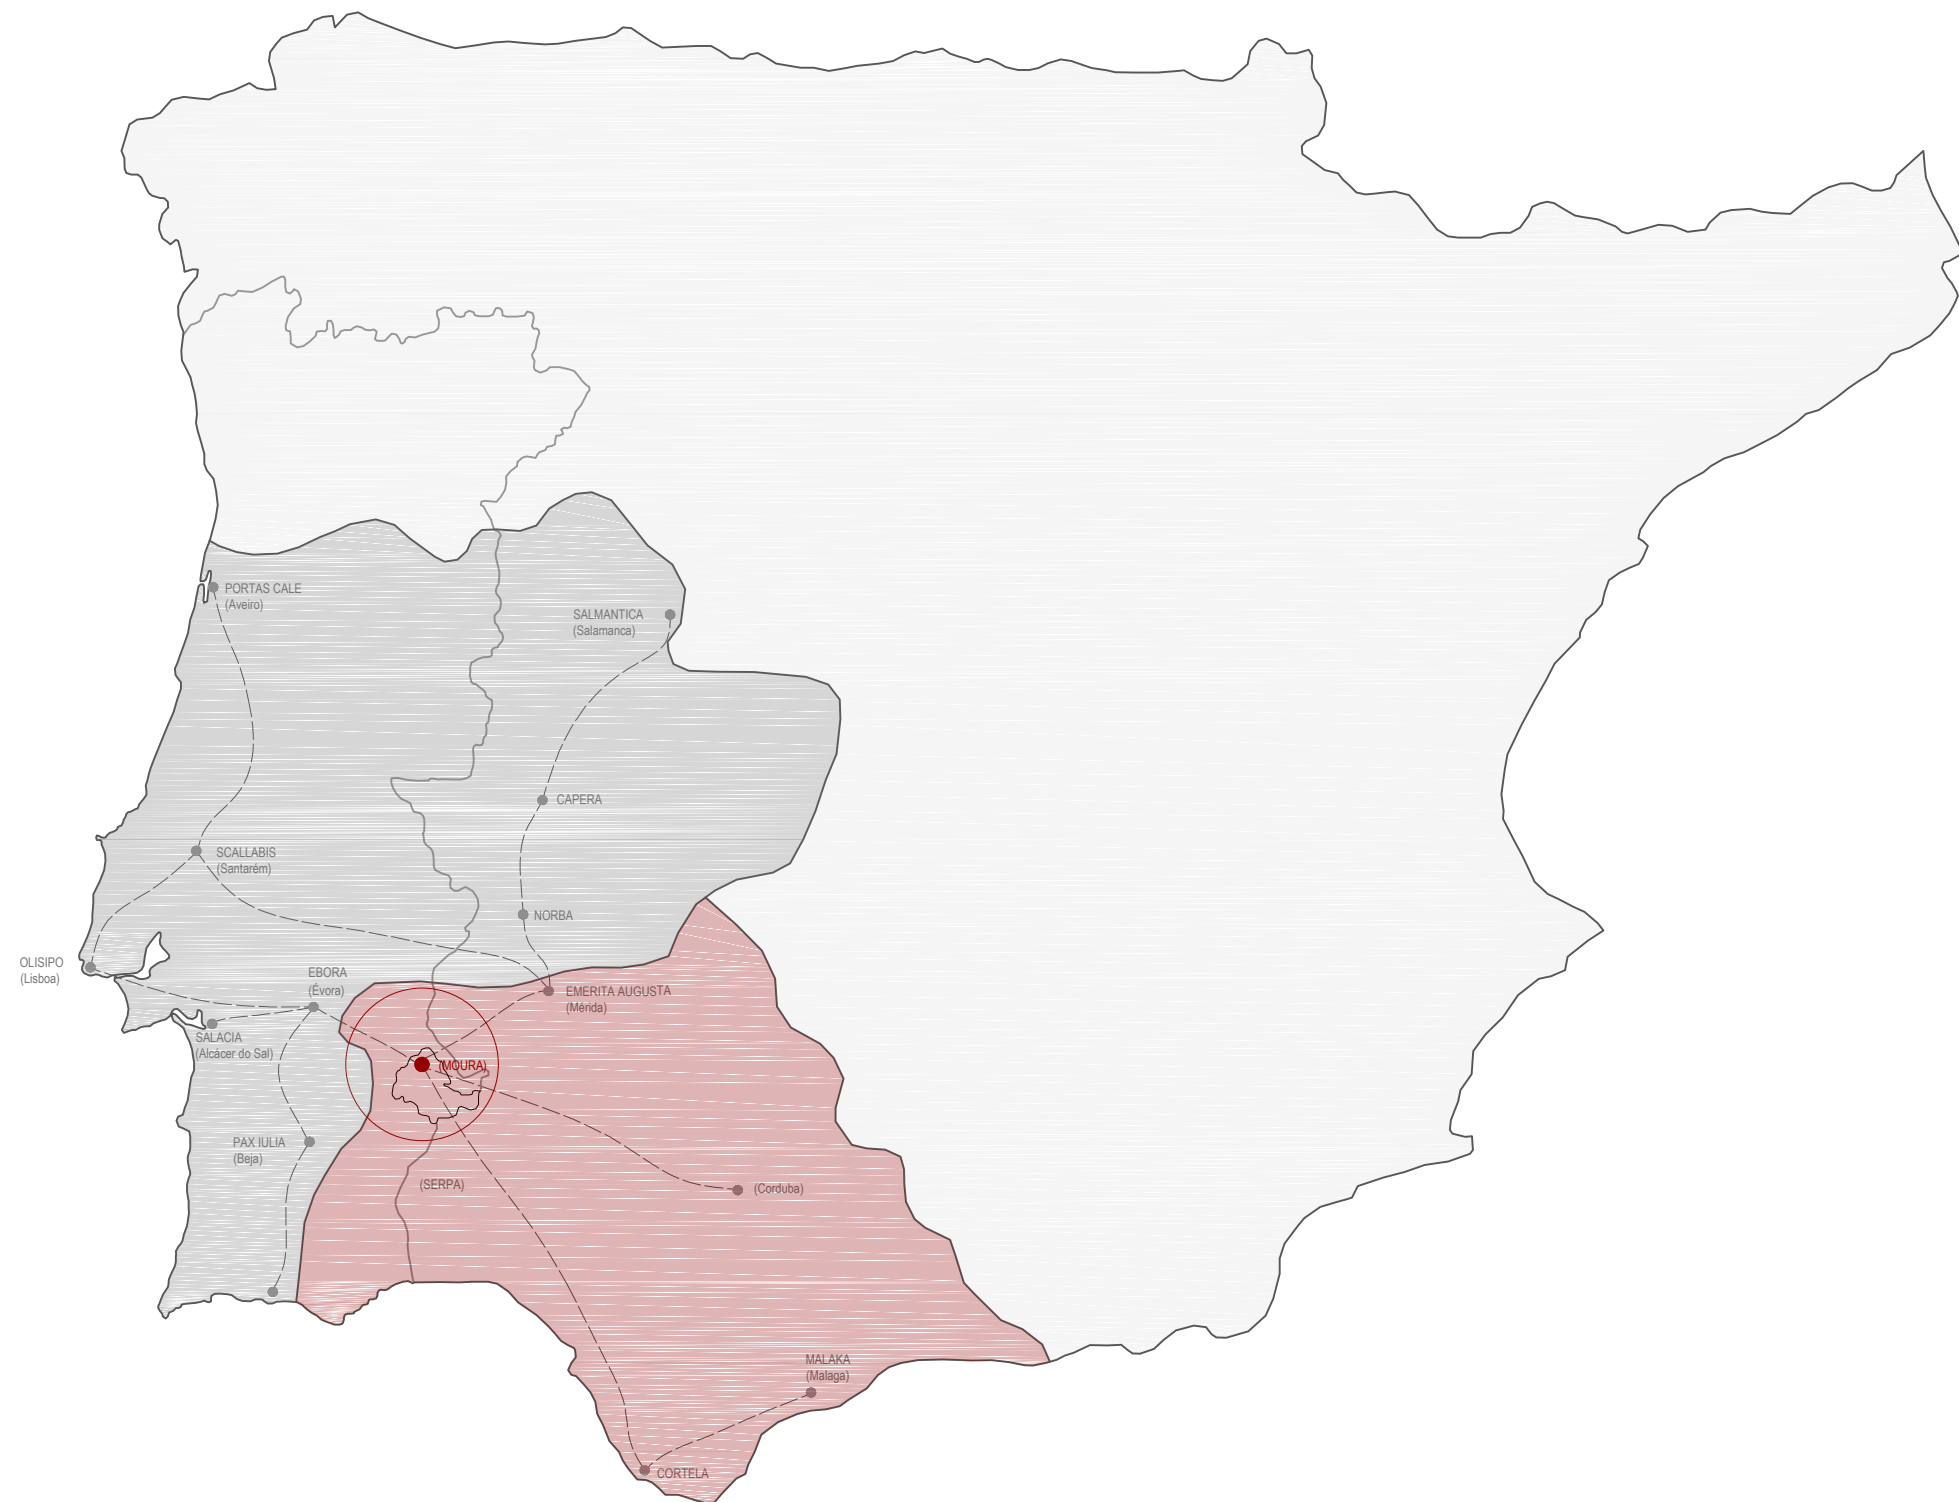 PORTAS CALE
(Aveiro)
SALMANTICA
(Salamanca)
CAPERA
SCALLABIS
(Santarém)
NORBA
OLISIPO
(Lisboa)
EBORA
(Évora)
EMERITA AUGUSTA
(Mérida)
SALACIA
(Alcácer do Sal)
(MOURA)
PAX IULIA
(Beja)
(SERPA)
(Corduba)
MALAKA
(Malaga)
CORTELA